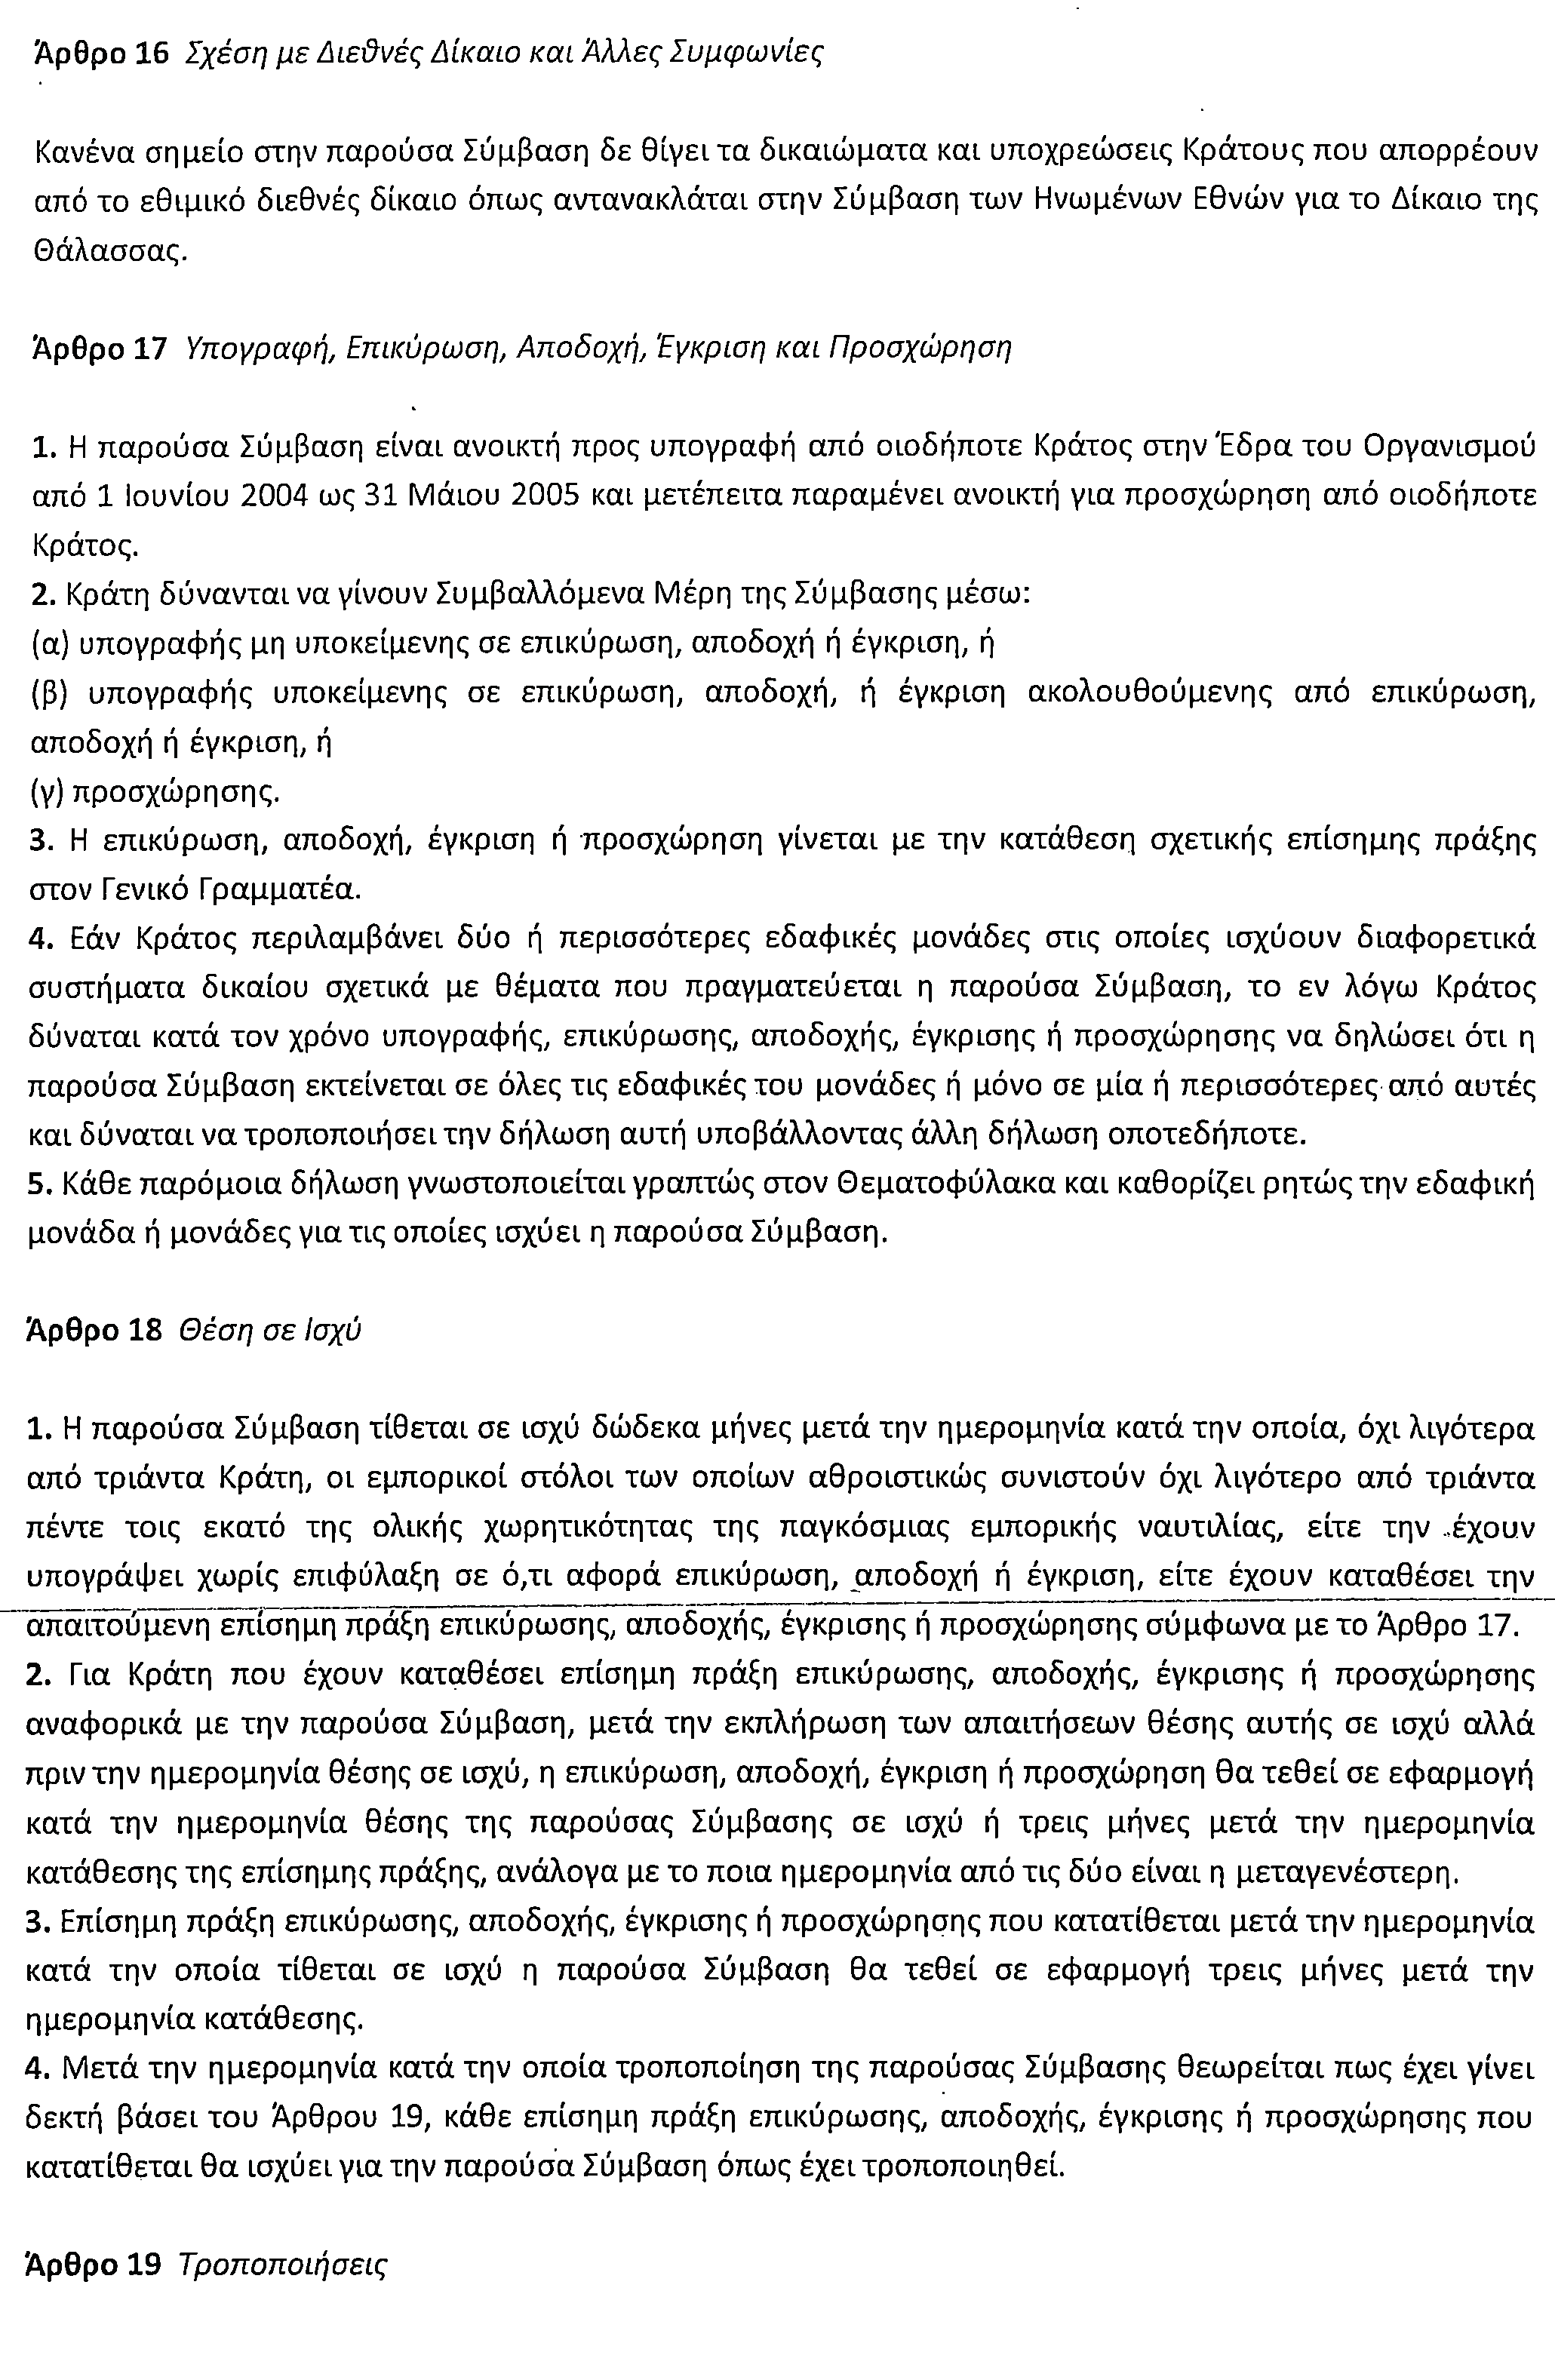 Άρθρο 16 Σχέση με Διεθνές Δίκαιο και Άλλες Συμφωνίες
Κανένα σημείο στην παρούσα Σύμβαση δε θίγει τα δικαιώματα και υποχρεώσεις Κράτους που απορρέουν
από το εθιμικό διεθνές δίκαιο όπως αντανακλάται στην Σύμβαση των Ηνωμένων Εθνών για το Δίκαιο της
Θάλασσας.
Άρθρο 17 Υπογραφή, Επικύρωση, Αποδοχή, Έγκριση και Προσχώρηση
1. Η παρούσα Σύμβαση είναι ανοικτή προς υπογραφή από οιοδήποτε Κράτος στην Έδρα του Οργανισμού
από 1 Ιουνίου 2004 ως 31 Μάιου 2005 και μετέπειτα παραμένει ανοικτή για προσχώρηση από οιοδήποτε
Κράτος.
2. Κράτη δύνανται να γίνουν Συμβαλλόμενα Μέρη της Σύμβασης μέσω:
(α) υπογραφής μη υποκείμενης σε επικύρωση, αποδοχή ή έγκριση, ή
(β) υπογραφής υποκείμενης σε επικύρωση, αποδοχή, ή έγκριση ακολουθούμενης από επικύρωση,
αποδοχή ή έγκριση, ή
(γ) προσχώρησης.
3. Η επικύρωση, αποδοχή, έγκριση ή προσχώρηση γίνεται με την κατάθεση σχετικής επίσημης πράξης
στον Γενικό Γραμματέα.
4. Εάν Κράτος περιλαμβάνει δύο ή περισσότερες εδαφικές μονάδες στις οποίες ισχύουν διαφορετικά
συστήματα δικαίου σχετικά με θέματα που πραγματεύεται η παρούσα Σύμβαση, το εν λόγω Κράτος
δύναται κατά τον χρόνο υπογραφής, επικύρωσης, αποδοχής, έγκρισης ή προσχώρησης να δηλώσει ότι η
παρούσα Σύμβαση εκτείνεται σε όλες τις εδαφικές του μονάδες ή μόνο σε μία ή περισσότερες από αυτές
και δύναται να τροποποιήσει την δήλωση αυτή υποβάλλοντας άλλη δήλωση οποτεδήποτε.
5. Κάθε παρόμοια δήλωση γνωστοποιείται γραπτώς στον Θεματοφύλακα και καθορίζει ρητώς την εδαφική
μονάδα ή μονάδες για τις οποίες ισχύει η παρούσα Σύμβαση.
Άρθρο 18 Θέση σε Ισχύ
1. Η παρούσα Σύμβαση τίθεται σε ισχύ δώδεκα μήνες μετά την ημερομηνία κατά την οποία, όχι λιγότερα
από τριάντα Κράτη, οι εμπορικοί στόλοι των οποίων αθροιστικώς συνιστούν όχι λιγότερο από τριάντα
πέντε τοις εκατό της ολικής χωρητικότητας της παγκόσμιας εμπορικής ναυτιλίας, είτε την έχουν
υπογράψει χωρίς επιφύλαξη σε ό,τι αφορά επικύρωση, αποδοχή ή έγκριση, είτε έχουν καταθέσει την
απαιτούμενη επίσημη πράξη επικύρωσης, αποδοχής, έγκρισης ή προσχώρησης σύμφωνα με το Άρθρο 17.
2. Για Κράτη που έχουν καταθέσει επίσημη πράξη επικύρωσης, αποδοχής, έγκρισης ή προσχώρησης
αναφορικά με την παρούσα Σύμβαση, μετά την εκπλήρωση των απαιτήσεων θέσης αυτής σε ισχύ αλλά
πριν την ημερομηνία θέσης σε ισχύ, η επικύρωση, αποδοχή, έγκριση ή προσχώρηση θα τεθεί σε εφαρμογή
κατά την ημερομηνία θέσης της παρούσας Σύμβασης σε ισχύ ή τρεις μήνες μετά την ημερομηνία
κατάθεσης της επίσημης πράξης, ανάλογα με το ποια ημερομηνία από τις δύο είναι η μεταγενέστερη.
3. Επίσημη πράξη επικύρωσης, αποδοχής, έγκρισης ή προσχώρησης που κατατίθεται μετά την ημερομηνία
κατά την οποία τίθεται σε ισχύ η παρούσα Σύμβαση θα τεθεί σε εφαρμογή τρεις μήνες μετά την
ημερομηνία κατάθεσης.
4. Μετά την ημερομηνία κατά την οποία τροποποίηση της παρούσας Σύμβασης θεωρείται πως έχει γίνει
δεκτή βάσει του Άρθρου 19, κάθε επίσημη πράξη επικύρωσης, αποδοχής, έγκρισης ή προσχώρησης που
κατατίθεται θα ισχύει για την παρούσα Σύμβαση όπως έχει τροποποιηθεί.
Άρθρο 19 Τροποποιήσεις